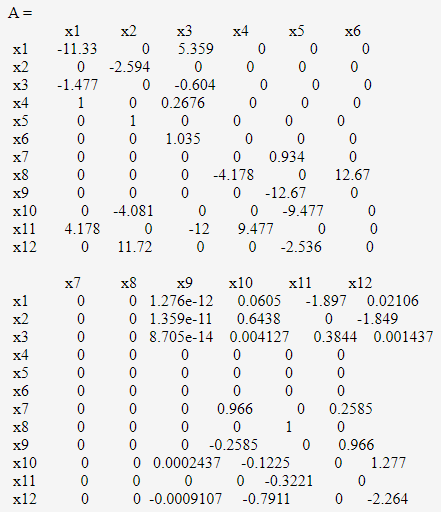 A =
x1 x2 x3 x4 x5 x6
x1 -11.33 0 5.359 0 0 0
x2 0 -2.594 0 0 0 0
x3 -1.477 0 -0.604 0 0 0
x4 1 0 0.2676 0 0 0
x5 0 1 0 0 0 0
x6 0 0 1.035 0 0 0
x7 0 0 0 0 0.934 0
x8 0 0 0 -4.178 0 12.67
x9 0 0 0 0 -12.67 0
x10 0 -4.081 0 0 -9.477 0
x11 4.178 0 -12 9.477 0 0
x12 0 11.72 0 0 -2.536 0
x7 x8 x9 x10 x11 x12
x1 0 0 1.276e-12 0.0605 -1.897 0.02106
x2 0 0 1.359e-11 0.6438 0 -1.849
x3 0 0 8.705e-14 0.004127 0.3844 0.001437
x4 0 0 0 0 0 0
x5 0 0 0 0 0 0
x6 0 0 0 0 0 0
x7 0 0 0 0.966 0 0.2585
x8 0 0 0 0 1 0
x9 0 0 0 -0.2585 0 0.966
x10 0 0 0.0002437 -0.1225 0 1.277
x11 0 0 0 0 -0.3221 0
x12 0 0 -0.0009107 -0.7911 0 -2.264